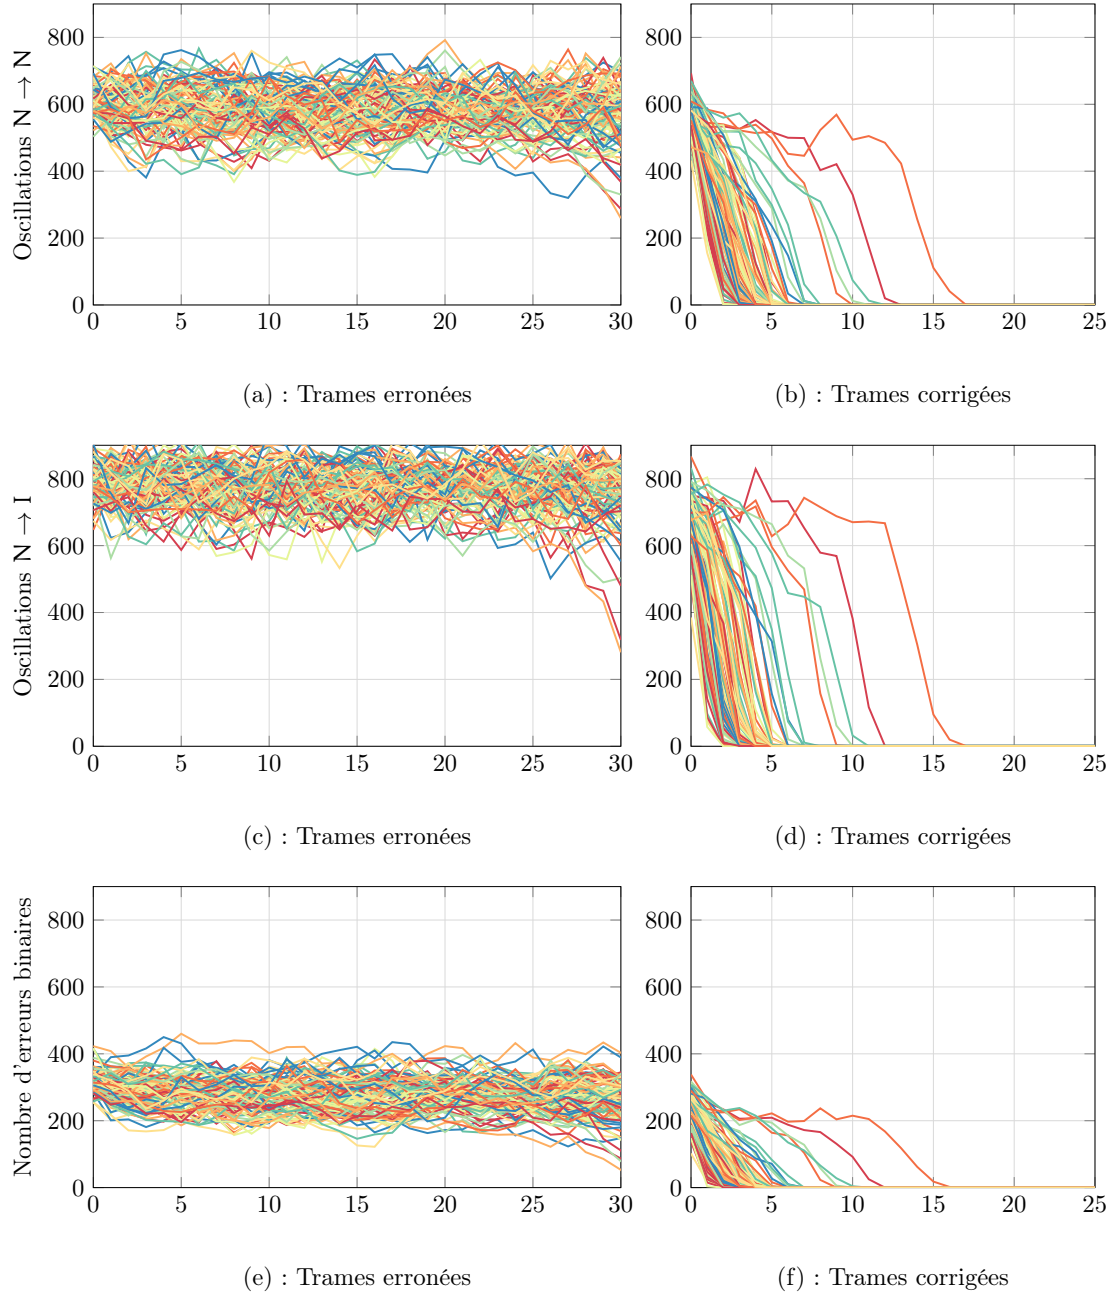 Oscillations N → N
800
600
400
200
0
0 5 10 15 20 25 30
0 5 10 15 20 25
800
600
400
200
0
(a) : Trames erronées
(b) : Trames corrigées
Oscillations N → I
800
600
400
200
0
0 5 10 15 20 25 30
800
600
400
200
0
0 5 10 15 20 25
(c) : Trames erronées
(d) : Trames corrigées
Nombre d'erreurs binaires
800
600
400
200
0
0 5 10 15 20 25 30
800
600
400
200
0
0 5 10 15 20 25
(e) : Trames erronées
(f) : Trames corrigées